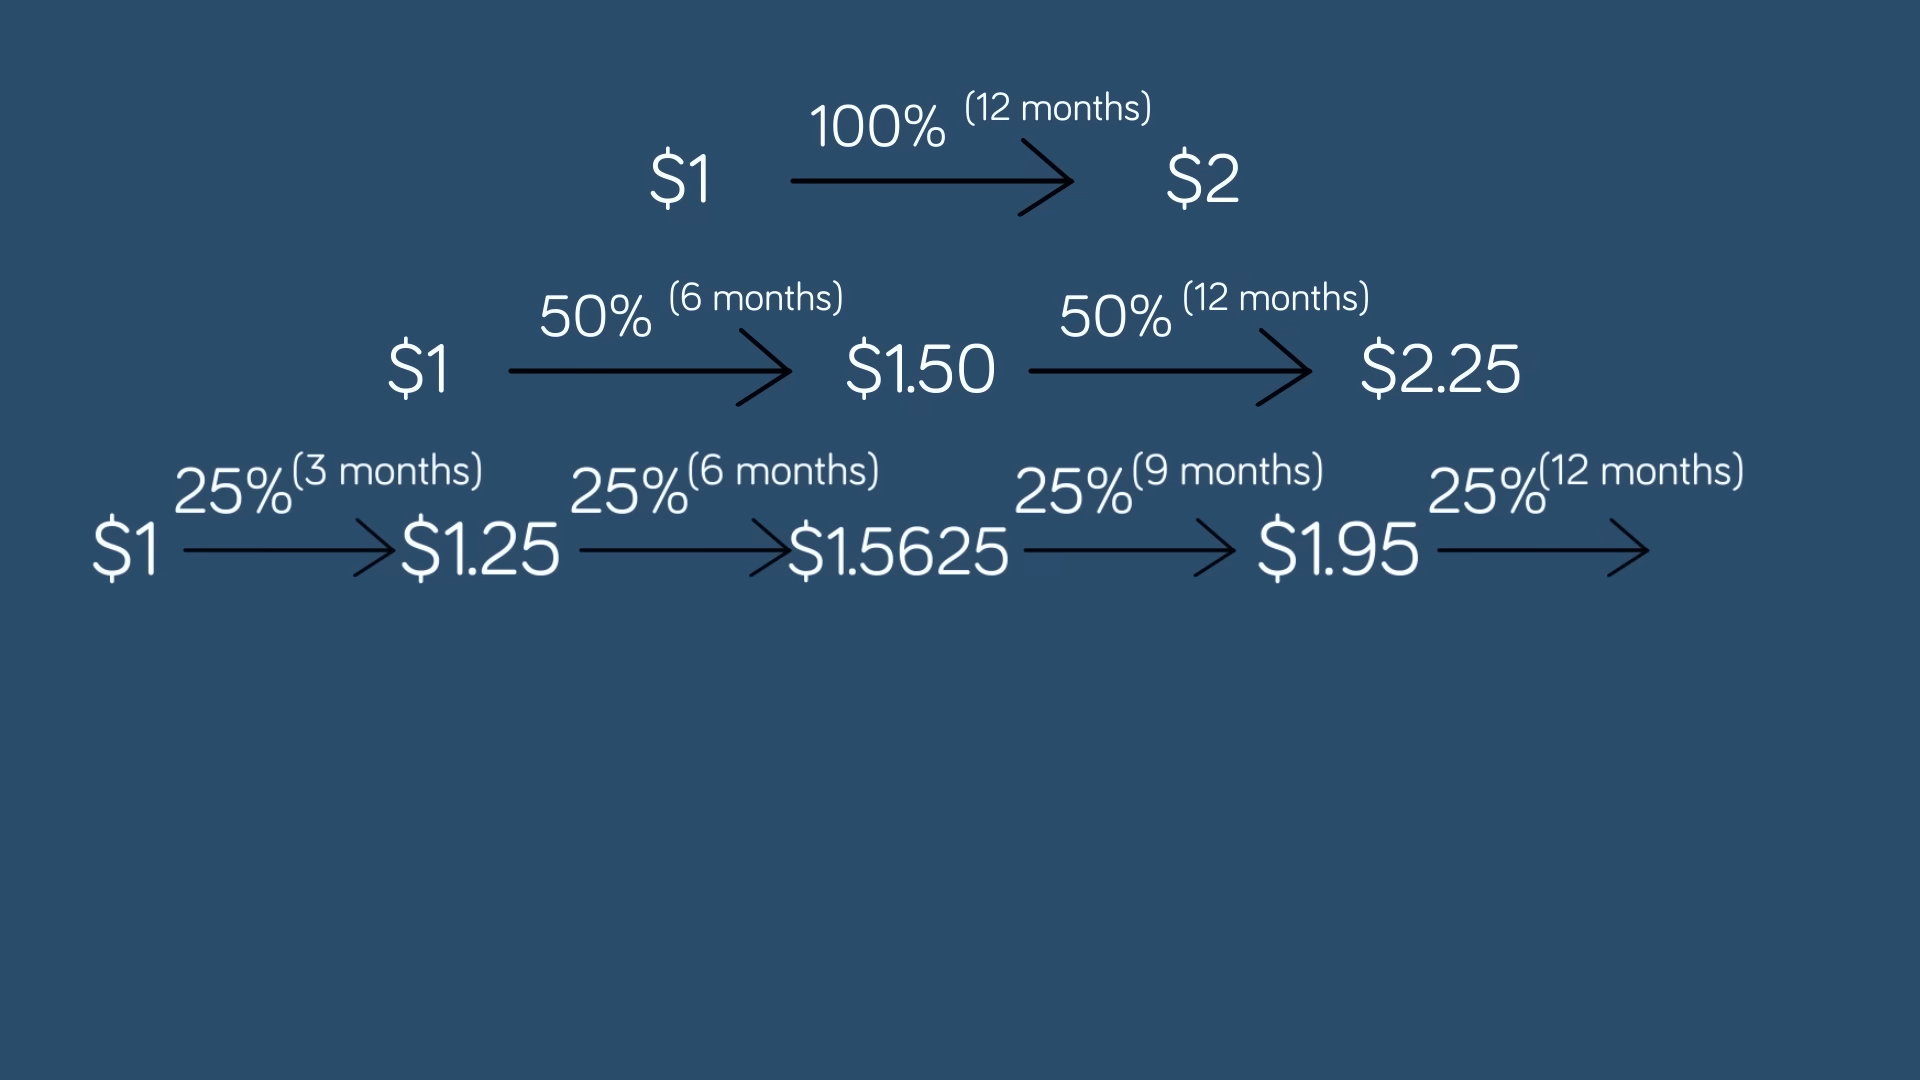 100% (12 months)
$1 $2
50% (6 months) 50% (12 months)
$1 $1.50 $2.25
25% (3 months) 25% (6 months) 25% (9 months) 25% (12 months)
$1 $1.25 $1.5625 $1.95